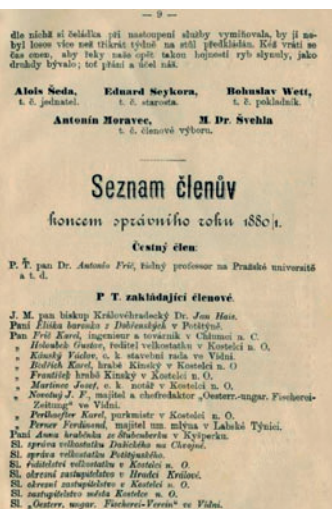 — 9 —
dle nichž si čeládka při nastoupení služby vymiňovala, by jí ne-
byl losos více než třikrát týdně na stůl předkládán. Kéž vrátí se
čas onen, aby řeky naše opět takou hojností ryb slynuly, jako
druhdy bývalo; toť přání a účel náš.
Alois Šeda, Eduard Seykora, Bohuslav Wett,
t. č. jednatel. t. č. starosta. t. č. pokladník.
Antonín Moravec, M. Dr. Švehla
t. č. členové výboru.
Seznam členův
koncem správního roku 1880/1.
Čestný člen:
P. T. pan Dr. Antonín Frič, řádný professor na Pražské universitě
a t. d.
P T. zakládající členové.
J. M. pan biskup Královéhradecký Dr. Jan Hais.
Paní Eliška baronka z Dobřenských v Potštýně.
Pan Frič Karel, ingenieur a továrník v Chlumci n. C.
„ Holoubek Gustav, ředitel velkostatku v Kostelci n. O.
„ Kánský Václav, c. k. stavební rada ve Vídni.
„ Bedřich Karel, hrabě Kinský v Kostelci n. O
„ František hrabě Kinský v Kostelci n. O.
„ Martinec Josef, c. k. notář v Kostelci n. O.
„ Novotný J. F., majitel a chefredaktor „Oesterr.-ungar. Fischerei-
Zeitung“ ve Vídni.
„ Perlhoefter Karel, purkmistr v Kostelci n. O.
„ Perner Ferdinand, majitel um. mlýna v Labské Týnici.
Paní Anna hraběnka ze Stubenberku v Kyšperku.
Sl. správa velkostatku Dašického na Chvojně.
Sl. správa velkostatku Potštýnského.
Sl. ředitelství velkostatku v Kostelci n. O.
Sl. okresní zastupitelstvo v Hradci Králové.
Sl. okresní zastupitelstvo v Kostelci n. O.
Sl. zastupitelstvo města Kostelce n. O.
Sl. „Oesterr. ungar. Fischerei-Verein“ ve Vídni.